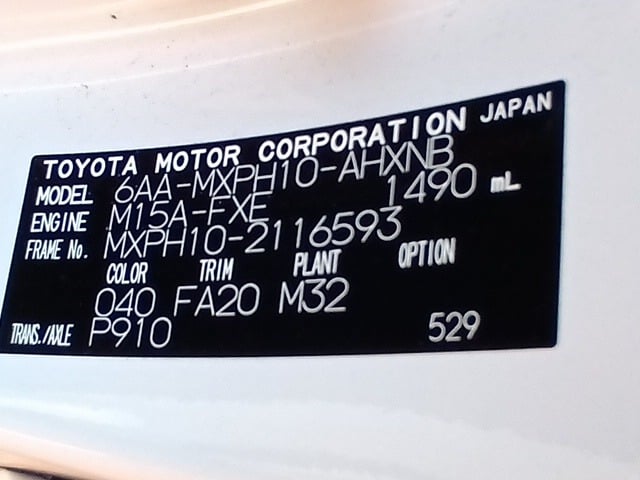 TOYOTA MOTOR CORPORATION JAPAN
MODEL 6AA-MXPH10-AHXNB
ENGINE M15A-FXE 1490 mL
FRAME No. MXPH10-2116593
COLOR TRIM PLANT OPTION
040 FA20 M32
TRANS./AXLE P910 529